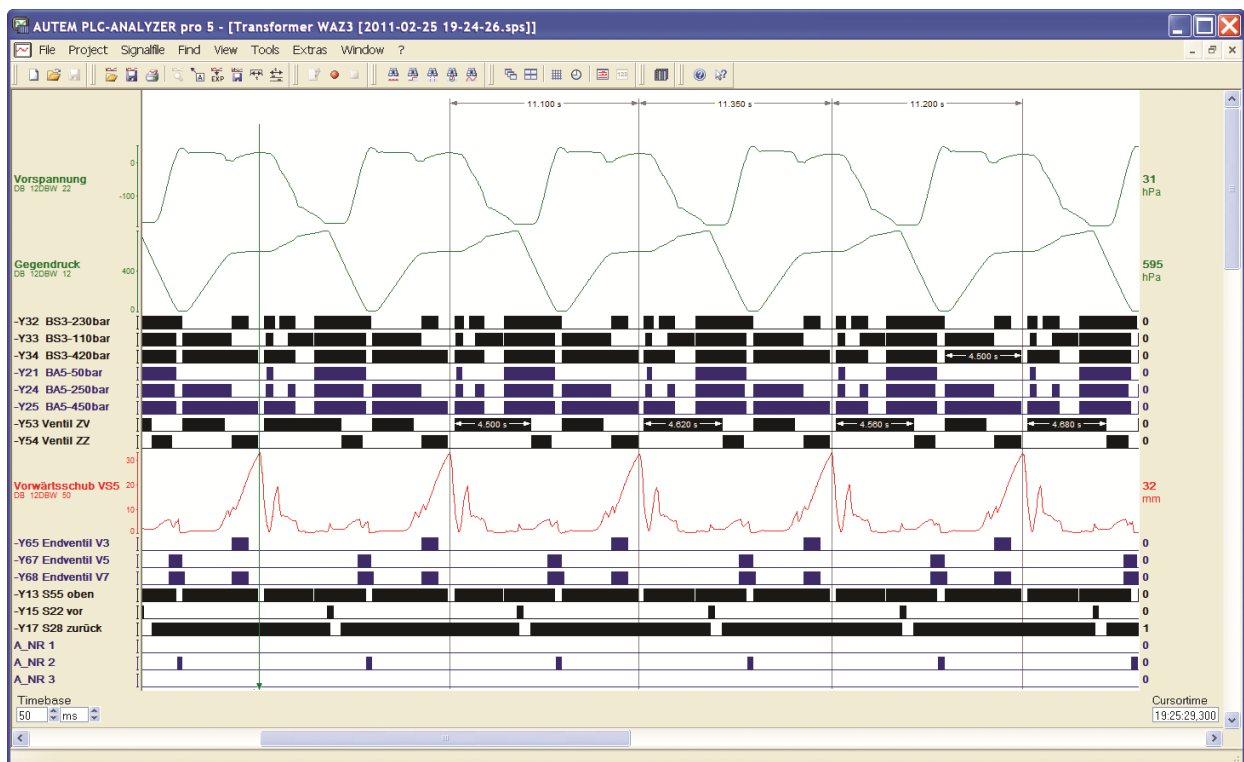 AUTEM PLC-ANALYZER pro 5 - [Transformer WAZ3 [2011-02-25 19-24-26.sps]]
File Project Signalfile Find View Tools Extras Window ?
EXP
123
11.100 s 11.350 s 11.200 s
0
Vorspannung 31
DB 12DBW 22 hPa
-100
Gegendruck 595
DB 12DBW 12 400 hPa
0
-Y32 BS3-230bar 0
-Y33 BS3-110bar 0
-Y34 BS3-420bar 4.500 s 0
-Y21 BA5-50bar 0
-Y24 BA5-250bar 0
-Y25 BA5-450bar 0
-Y53 Ventil ZV 4.500 s 4.620 s 4.560 s 4.680 s 0
-Y54 Ventil ZZ 0
30
Vorwärtsschub VS5 20 32
DB 12DBW 50 mm
10
0
-Y65 Endventil V3 0
-Y67 Endventil V5 0
-Y68 Endventil V7 0
-Y13 S55 oben 0
-Y15 S22 vor 0
-Y17 S28 zurück 1
A_NR 1 0
A_NR 2 0
A_NR 3 0
Timebase Cursortime
50 ms 19:25:29,300